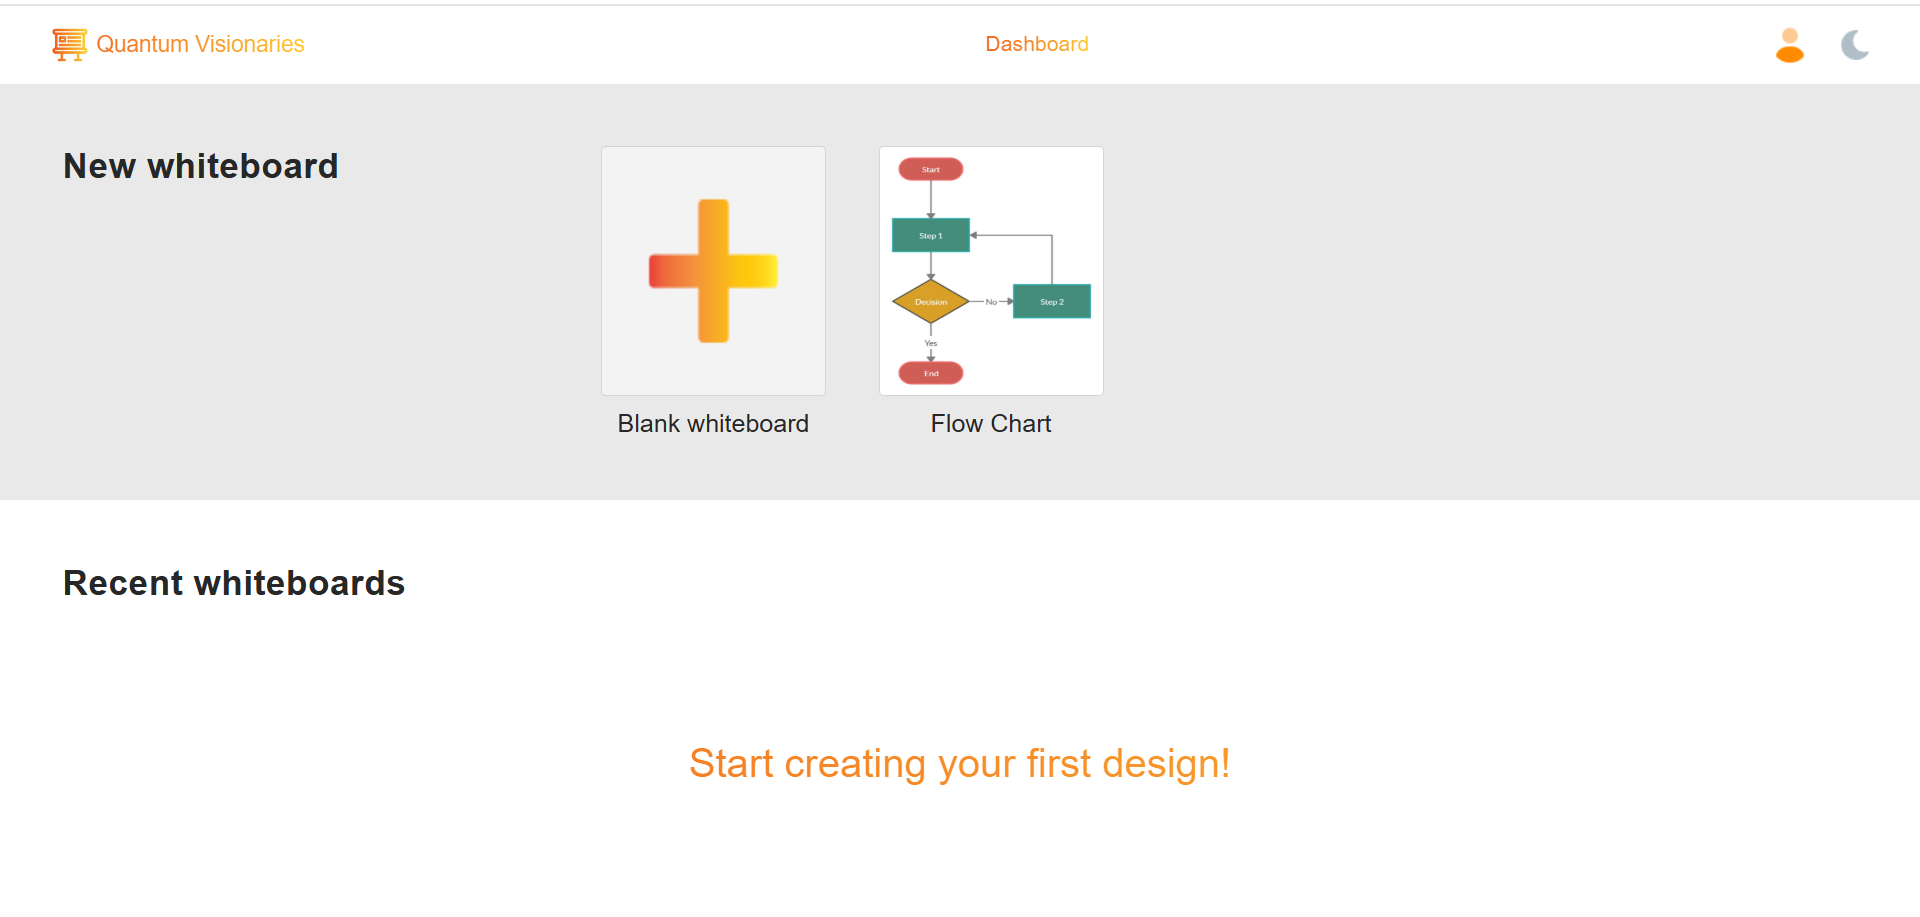 Quantum Visionaries
Dashboard
New whiteboard
Start
Step 1
Decision
No
Step 2
Yes
End
Blank whiteboard
Flow Chart
Recent whiteboards
Start creating your first design!